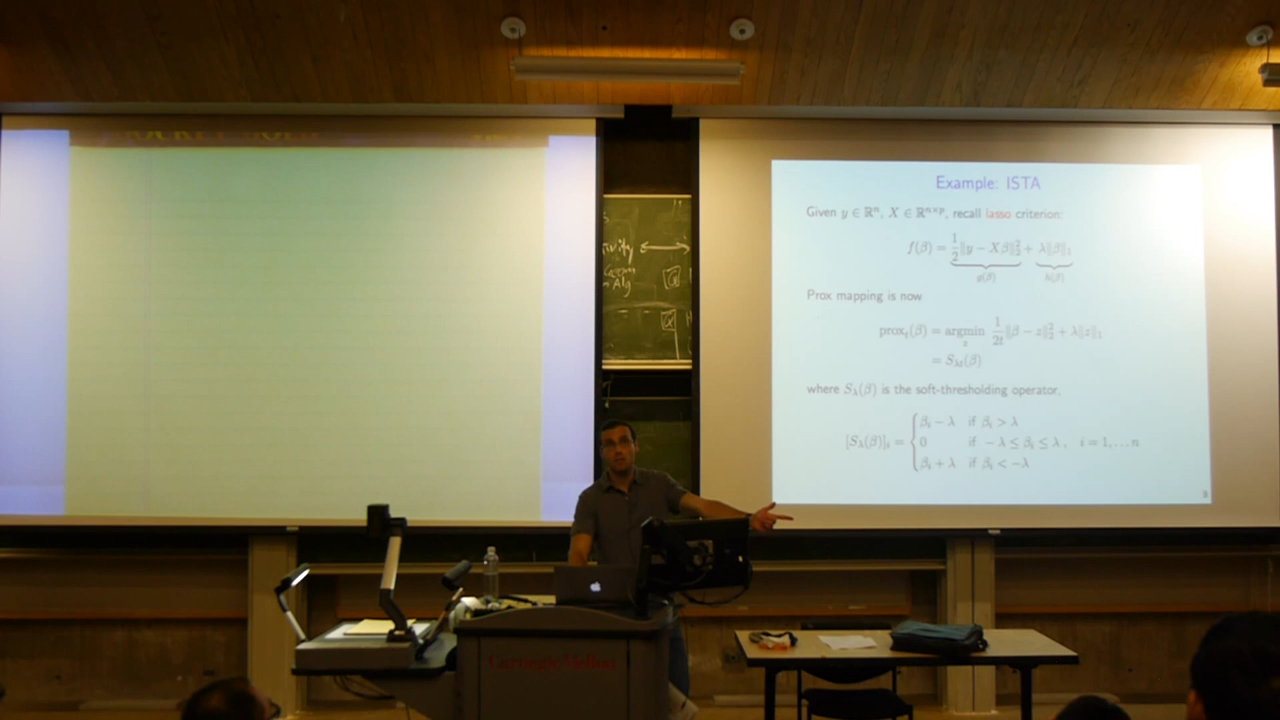 Example: ISTA
Given y ∈ ℝⁿ, X ∈ ℝⁿˣᵖ, recall lasso criterion:
f(β) = 1/2 ‖y − Xβ‖₂² + λ‖β‖₁
g(β) h(β)
Prox mapping is now
proxₜ(β) = argmin_z 1/2t ‖β − z‖₂² + λ‖z‖₁
= S_λt(β)
where S_λ(β) is the soft-thresholding operator,
[S_λ(β)]ᵢ = { βᵢ − λ if βᵢ > λ
0 if −λ ≤ βᵢ ≤ λ, i = 1, … n
βᵢ + λ if βᵢ < −λ
Carnegie Mellon